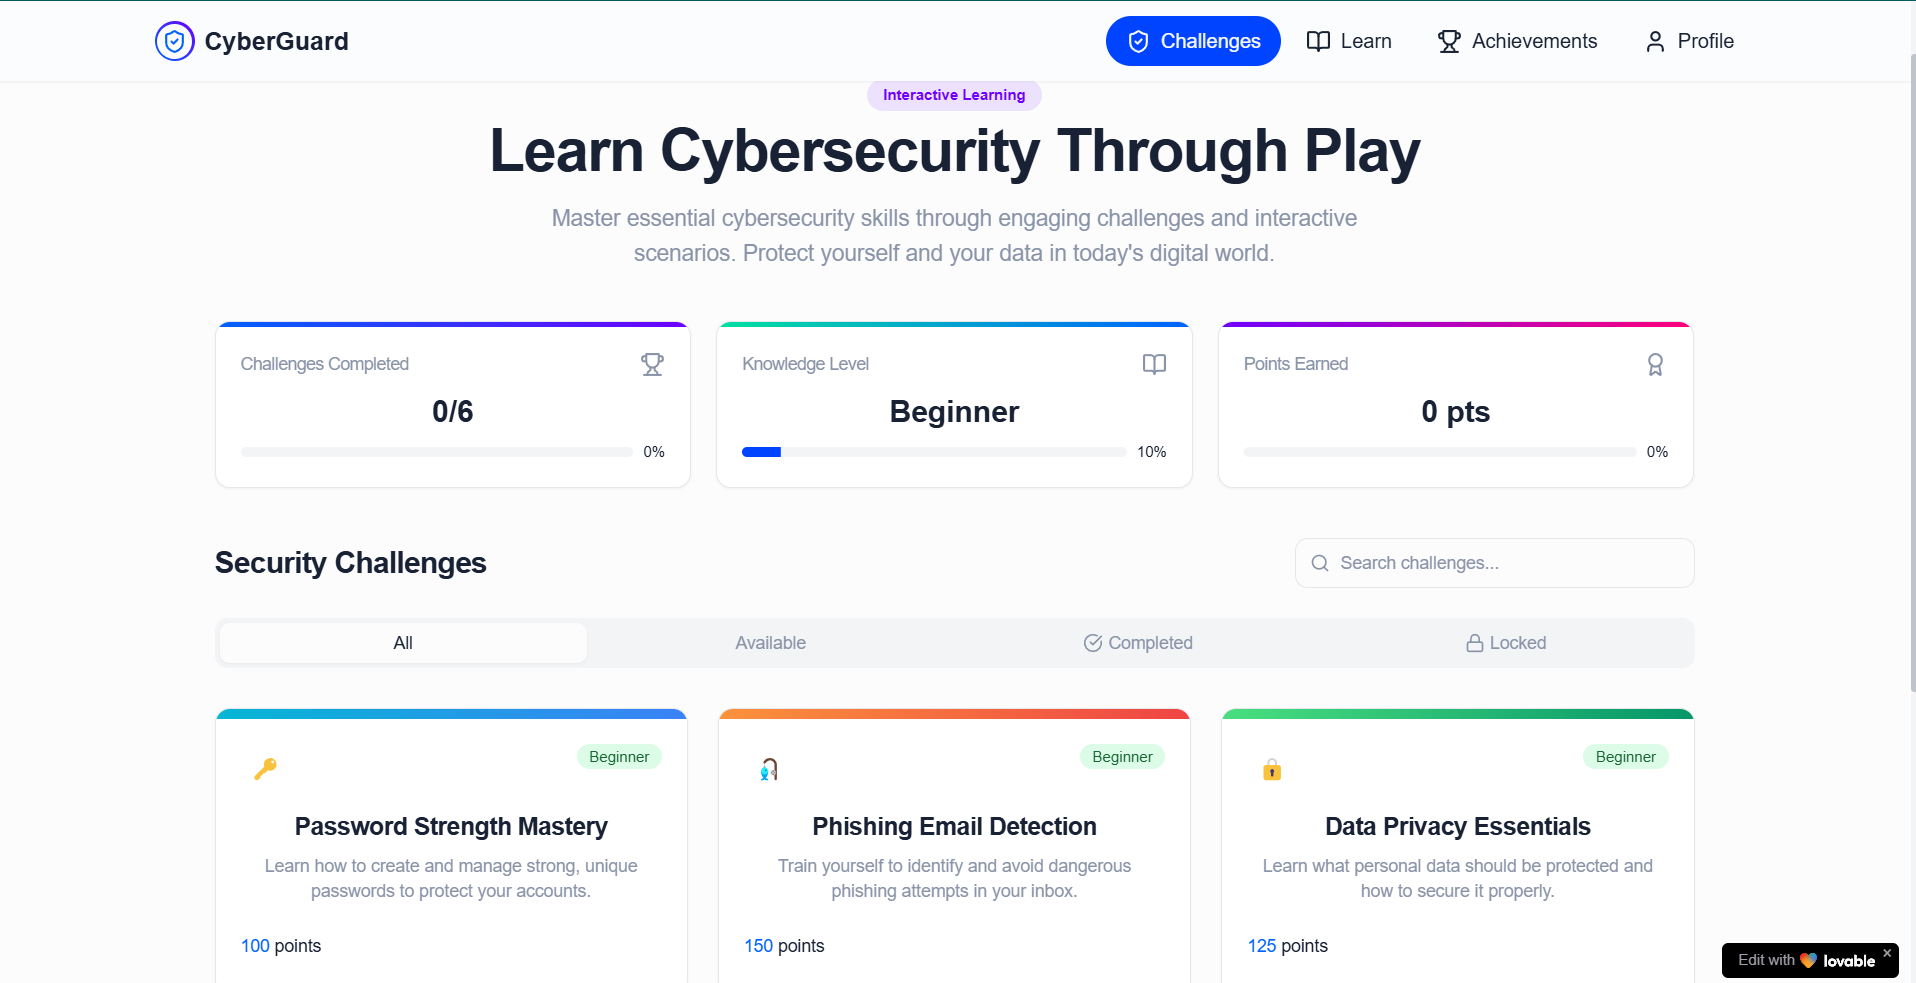 CyberGuard
Challenges
Learn
Achievements
Profile
Interactive Learning
Learn Cybersecurity Through Play
Master essential cybersecurity skills through engaging challenges and interactive
scenarios. Protect yourself and your data in today's digital world.
Challenges Completed
0/6
0%
Knowledge Level
Beginner
10%
Points Earned
0 pts
0%
Security Challenges
Search challenges...
All
Available
Completed
Locked
Beginner
Password Strength Mastery
Learn how to create and manage strong, unique
passwords to protect your accounts.
100 points
Beginner
Phishing Email Detection
Train yourself to identify and avoid dangerous
phishing attempts in your inbox.
150 points
Beginner
Data Privacy Essentials
Learn what personal data should be protected and
how to secure it properly.
125 points
Edit with lovable